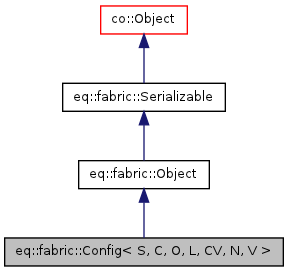 co::Object
eq::fabric::Serializable
eq::fabric::Object
eq::fabric::Config< S, C, O, L, CV, N, V >